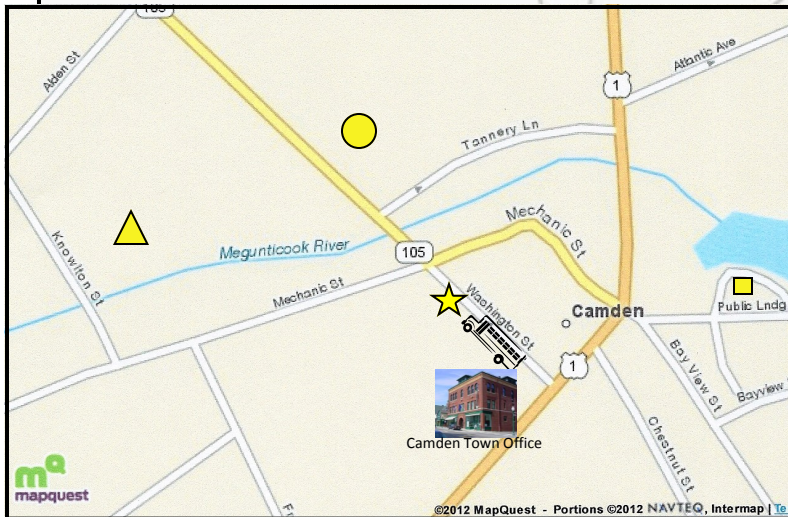 105
Alden St
1
Atlantic Ave
Tannery Ln
Knowlton St
Megunticook River
Mechanic St
105
Mechanic St
Washington St
Camden
Public Lndg
1
Bay View St
Bayview
Chestnut St
Camden Town Office
mapquest
©2012 MapQuest - Portions ©2012 NAVTEQ, Intermap | Te